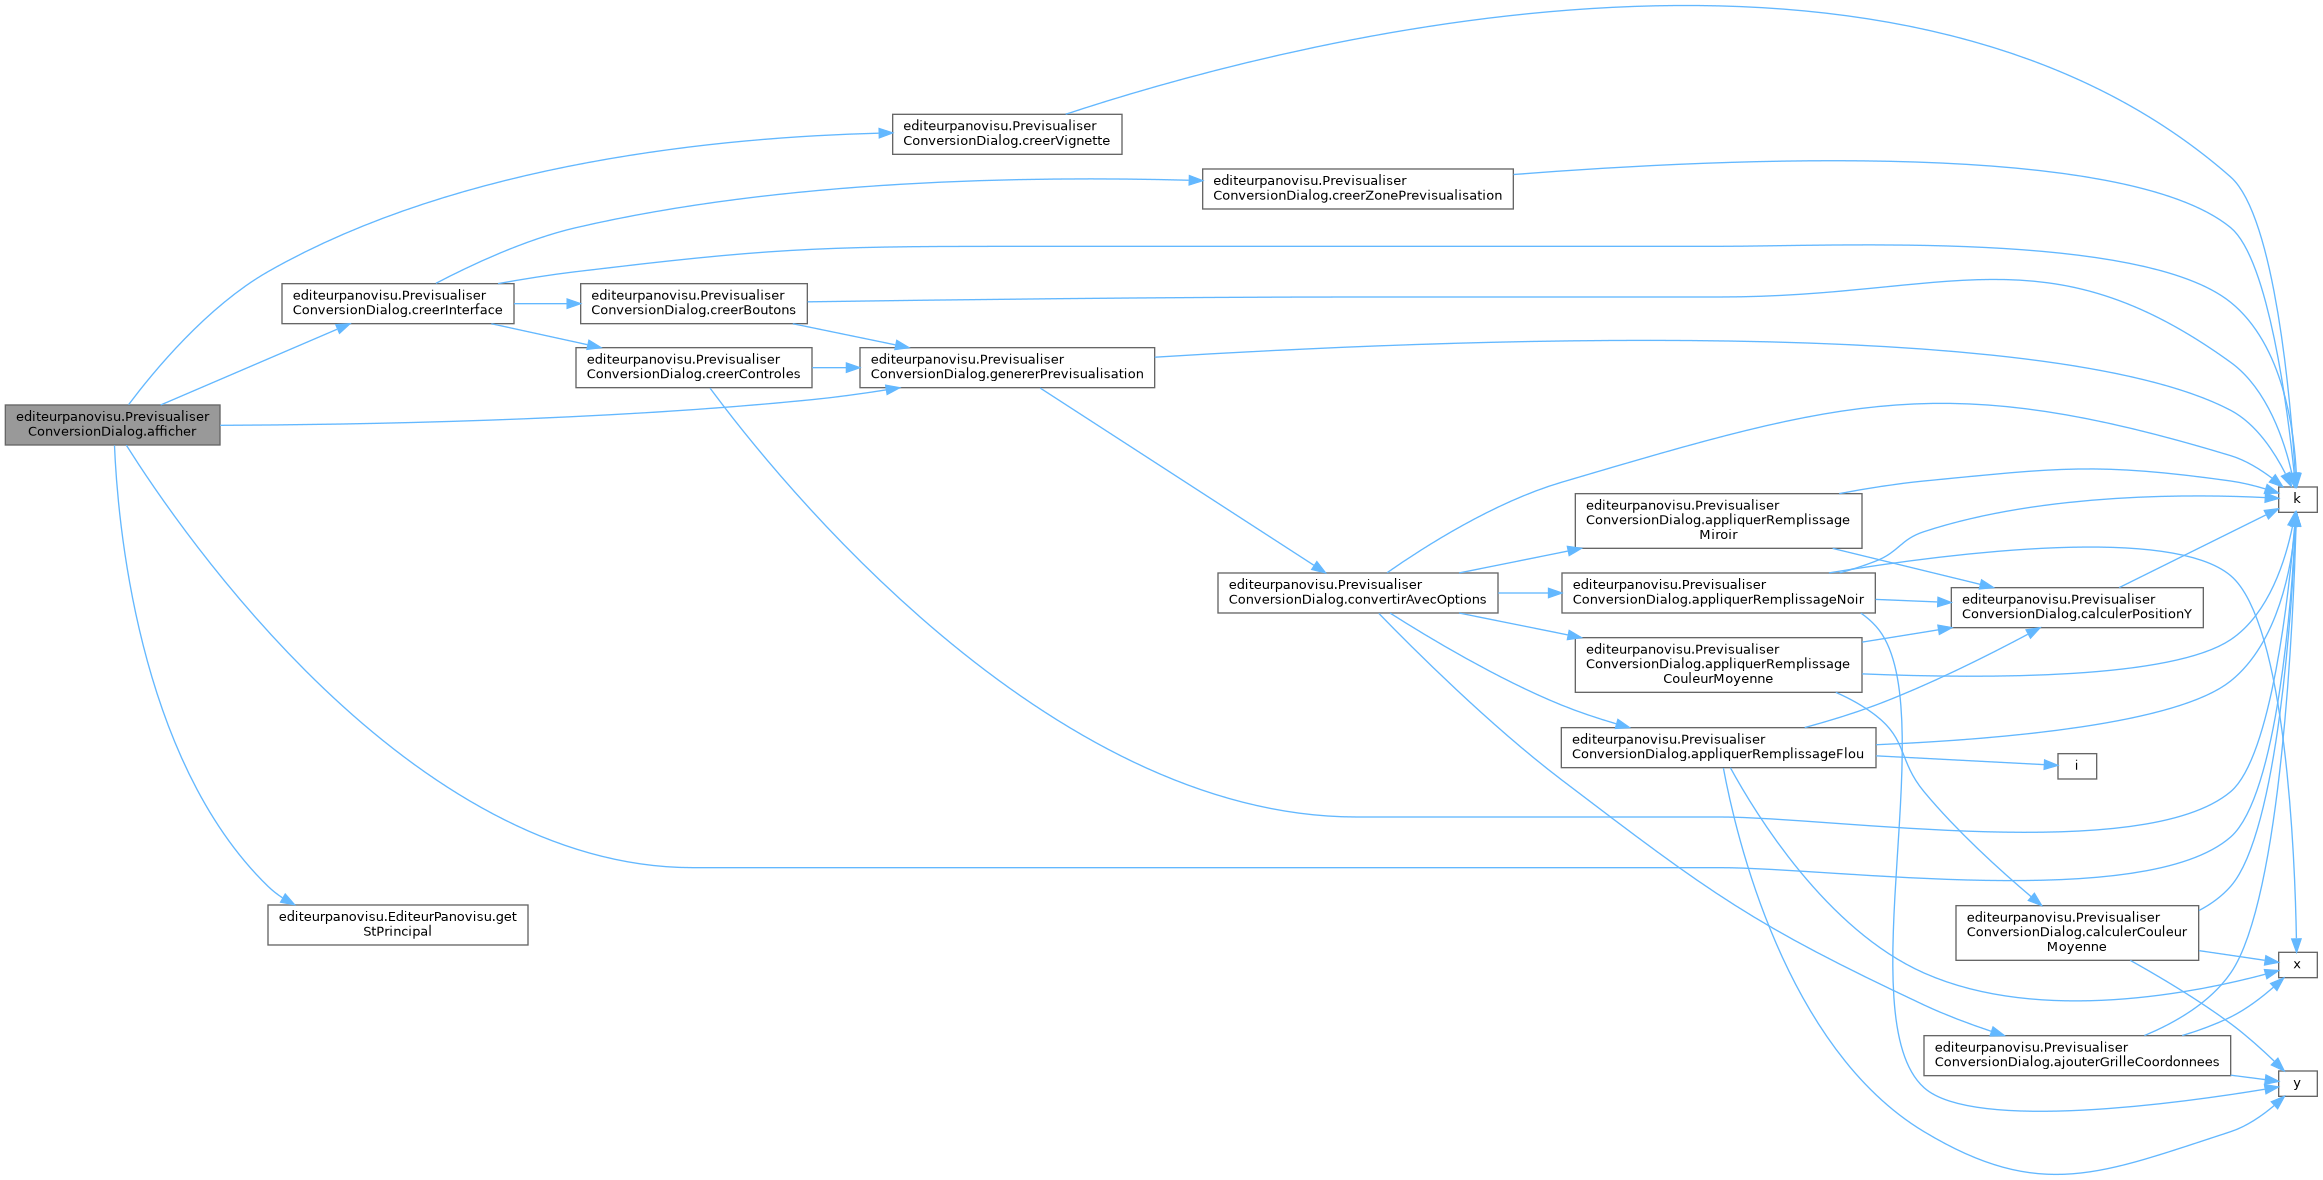 editeurpanovisu.Previsualiser
ConversionDialog.afficher
editeurpanovisu.Previsualiser
ConversionDialog.creerInterface
editeurpanovisu.EditeurPanovisu.get
StPrincipal
editeurpanovisu.Previsualiser
ConversionDialog.creerBoutons
editeurpanovisu.Previsualiser
ConversionDialog.creerControles
editeurpanovisu.Previsualiser
ConversionDialog.creerVignette
editeurpanovisu.Previsualiser
ConversionDialog.genererPrevisualisation
editeurpanovisu.Previsualiser
ConversionDialog.creerZonePrevisualisation
editeurpanovisu.Previsualiser
ConversionDialog.convertirAvecOptions
editeurpanovisu.Previsualiser
ConversionDialog.appliquerRemplissage
Miroir
editeurpanovisu.Previsualiser
ConversionDialog.appliquerRemplissageNoir
editeurpanovisu.Previsualiser
ConversionDialog.appliquerRemplissage
CouleurMoyenne
editeurpanovisu.Previsualiser
ConversionDialog.appliquerRemplissageFlou
editeurpanovisu.Previsualiser
ConversionDialog.calculerPositionY
i
editeurpanovisu.Previsualiser
ConversionDialog.calculerCouleur
Moyenne
editeurpanovisu.Previsualiser
ConversionDialog.ajouterGrilleCoordonnees
k
x
y